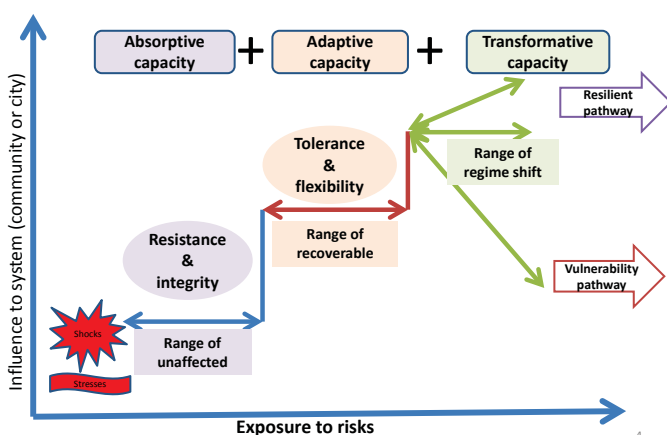 Absorptive
capacity
+
Adaptive
capacity
+
Transformative
capacity
Resilient
pathway
Tolerance
&
flexibility
Range of
regime shift
Range of
recoverable
Resistance
&
integrity
Vulnerability
pathway
Shocks
Range of
unaffected
Stresses
Influence to system (community or city)
Exposure to risks